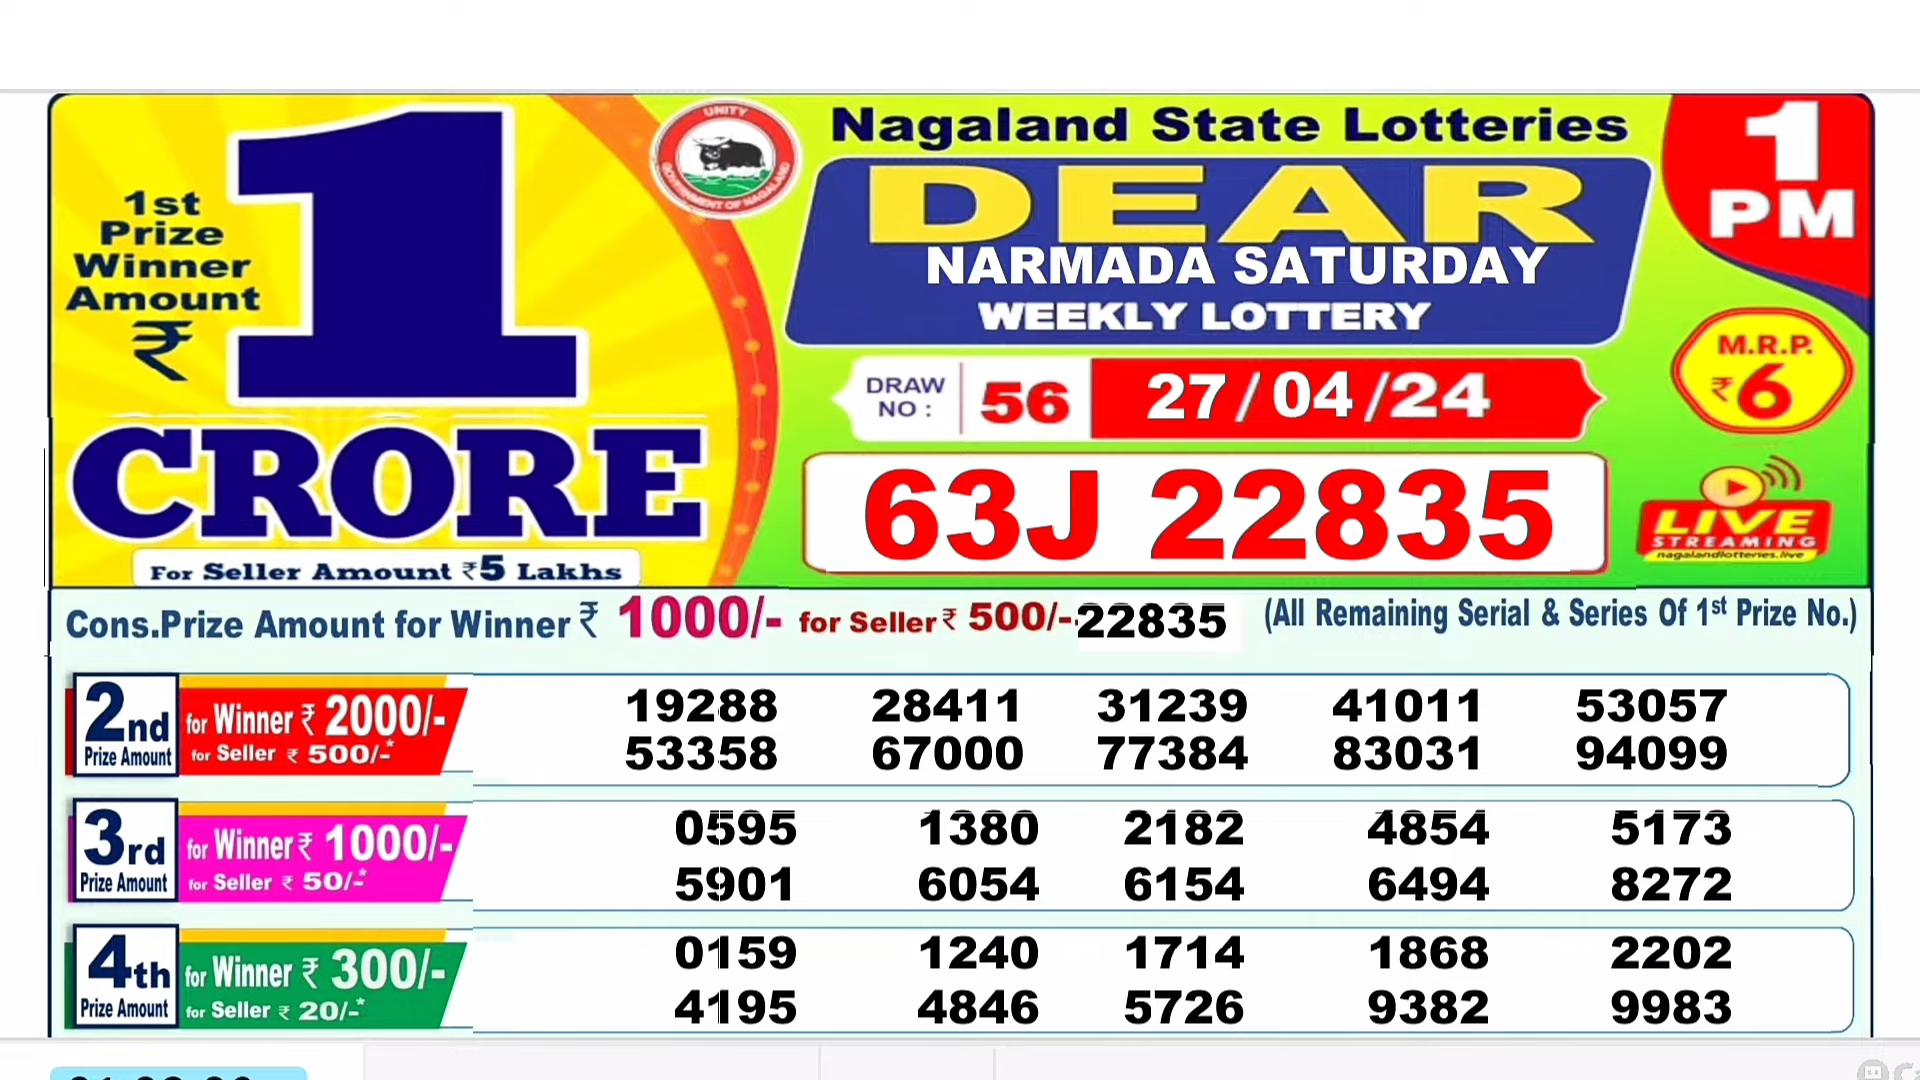 UNITY
GOVERNMENT OF NAGALAND
Nagaland State Lotteries
1
PM
1st
Prize
Winner
Amount
₹
1
CRORE
For Seller Amount ₹5 Lakhs
DEAR
NARMADA SATURDAY
WEEKLY LOTTERY
M.R.P.
₹6
DRAW NO : 56 27/04/24
63J 22835
LIVE
STREAMING
nagalandlotteries.live
Cons.Prize Amount for Winner ₹ 1000/- for Seller ₹ 500/- 22835 (All Remaining Serial & Series Of 1st Prize No.)
2nd Prize Amount
for Winner ₹ 2000/-
for Seller ₹ 500/-*
19288 28411 31239 41011 53057
53358 67000 77384 83031 94099
3rd Prize Amount
for Winner ₹ 1000/-
for Seller ₹ 50/-*
0595 1380 2182 4854 5173
5901 6054 6154 6494 8272
4th Prize Amount
for Winner ₹ 300/-
for Seller ₹ 20/-*
0159 1240 1714 1868 2202
4195 4846 5726 9382 9983